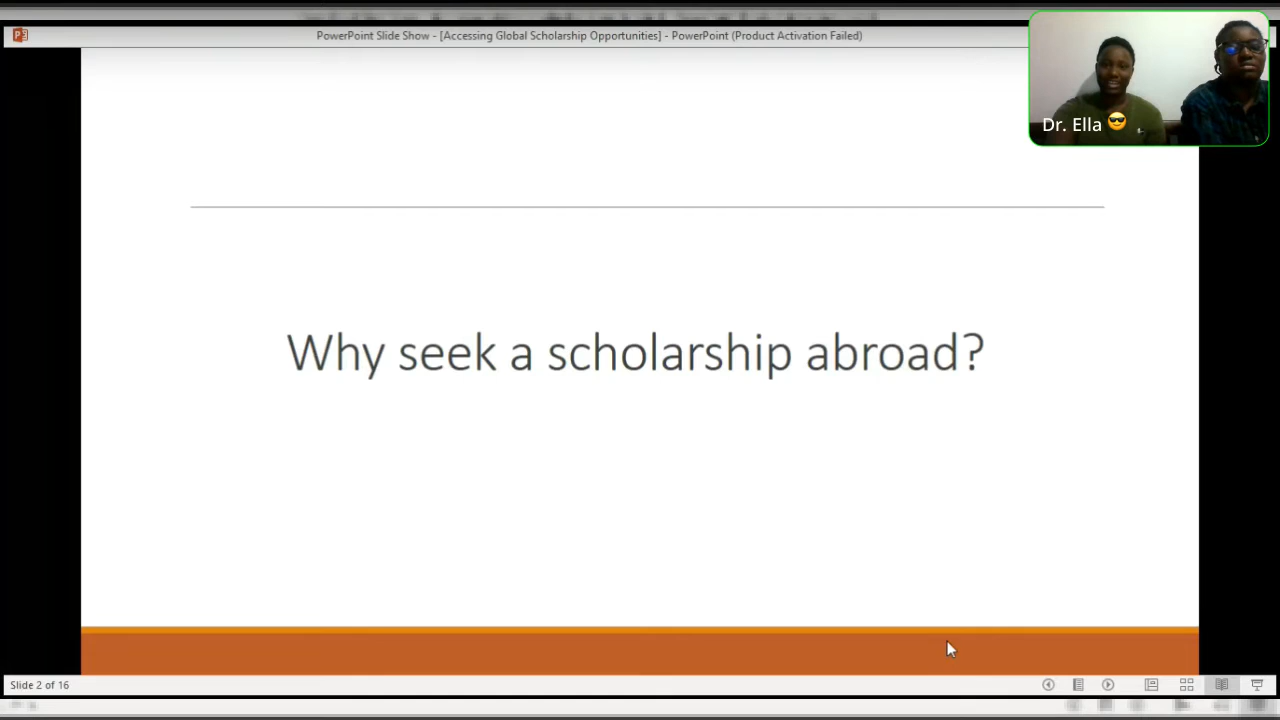 PowerPoint Slide Show - [Accessing Global Scholarship Opportunities] - PowerPoint (Product Activation Failed)
Dr. Ella 😎
Why seek a scholarship abroad?
Slide 2 of 16